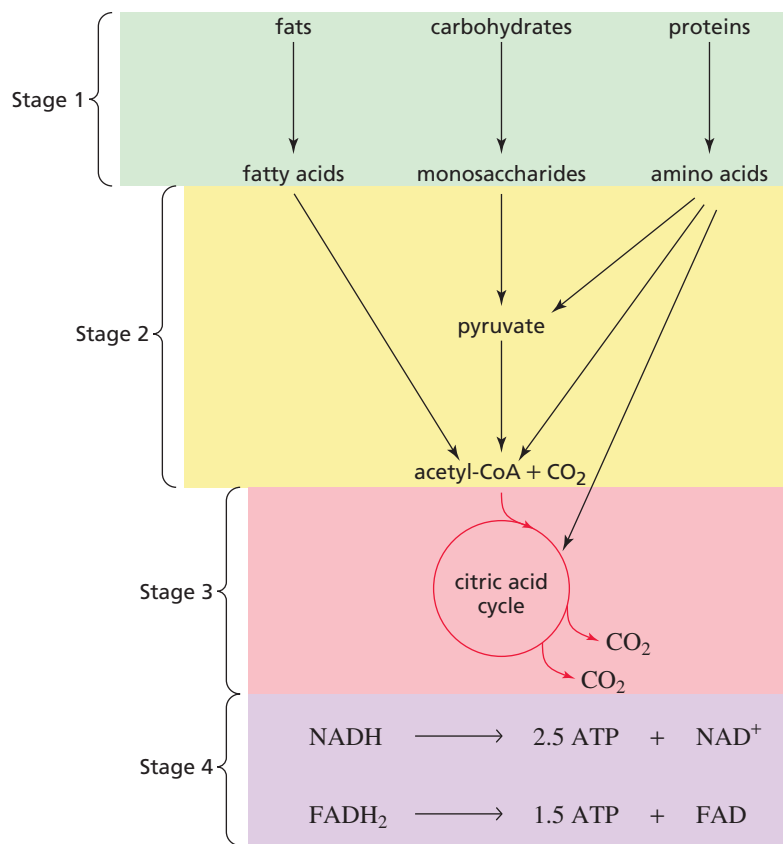 fats carbohydrates proteins
Stage 1
fatty acids monosaccharides amino acids
Stage 2
pyruvate
acetyl-CoA + CO₂
Stage 3
citric acid
cycle
CO₂
CO₂
NADH ⟶ 2.5 ATP + NAD⁺
Stage 4
FADH₂ ⟶ 1.5 ATP + FAD